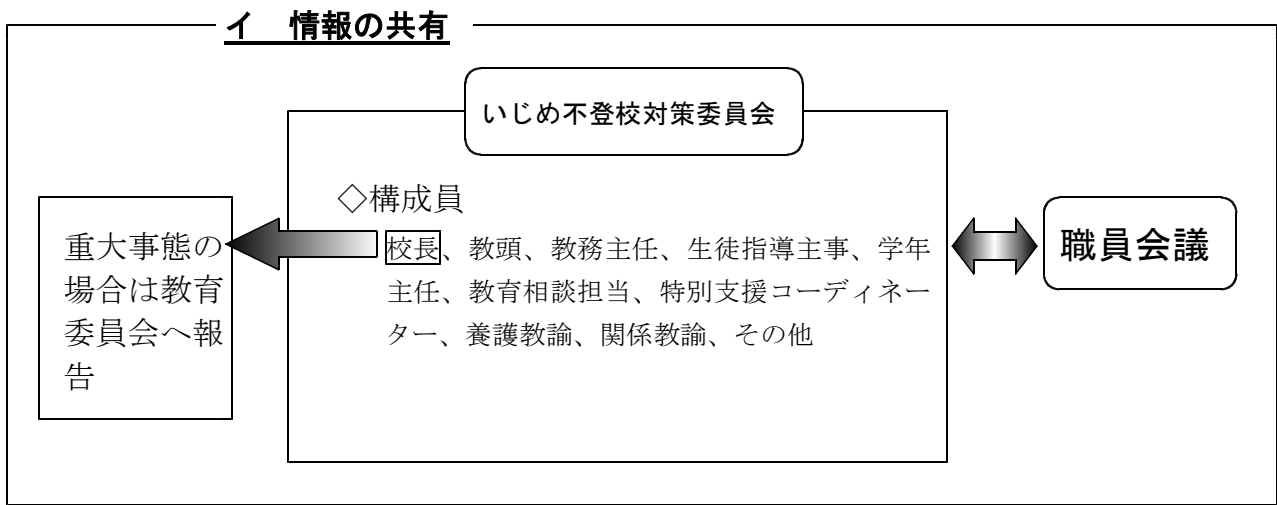 イ　情報の共有
いじめ不登校対策委員会
◇構成員
校長、教頭、教務主任、生徒指導主事、学年
主任、教育相談担当、特別支援コーディネー
ター、養護教諭、関係教諭、その他
重大事態の
場合は教育
委員会へ報
告
職員会議